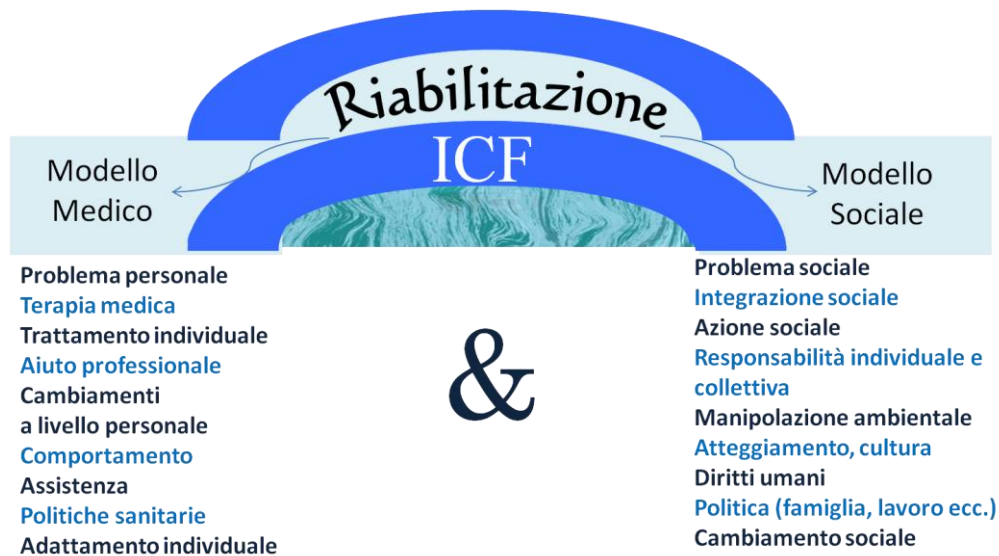 Riabilitazione
ICF
Modello
Medico
Modello
Sociale
Problema personale
Terapia medica
Trattamento individuale
Aiuto professionale
Cambiamenti
a livello personale
Comportamento
Assistenza
Politiche sanitarie
Adattamento individuale
&
Problema sociale
Integrazione sociale
Azione sociale
Responsabilità individuale e
collettiva
Manipolazione ambientale
Atteggiamento, cultura
Diritti umani
Politica (famiglia, lavoro ecc.)
Cambiamento sociale